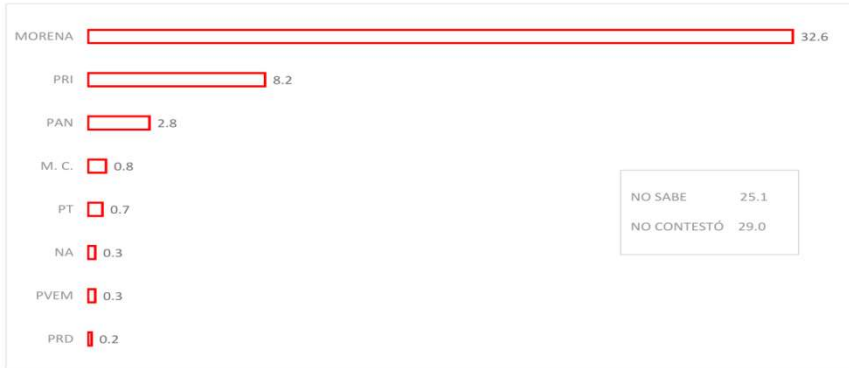 MORENA 32.6
PRI 8.2
PAN 2.8
M. C. 0.8
PT 0.7
NA 0.3
PVEM 0.3
PRD 0.2
NO SABE 25.1
NO CONTESTÓ 29.0